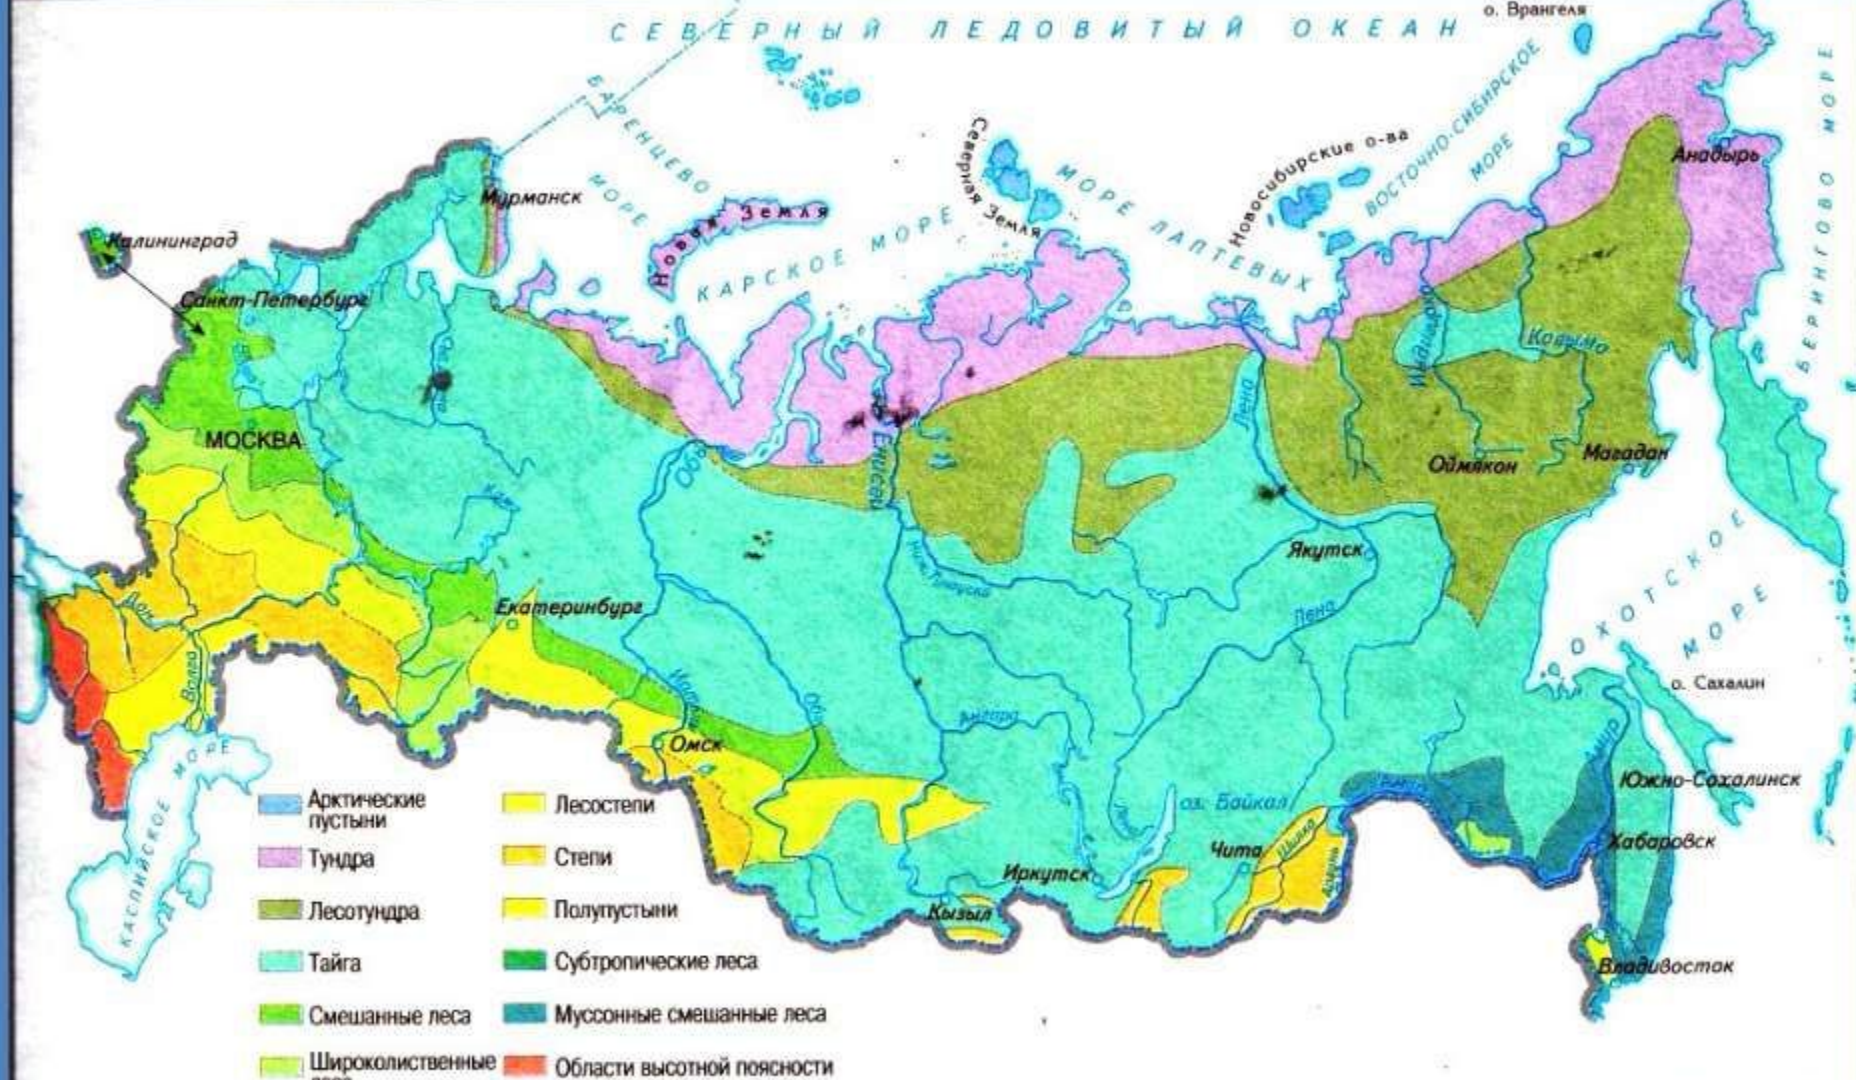 о. Врангеля
СЕВЕРНЫЙ ЛЕДОВИТЫЙ ОКЕАН
БАРЕНЦЕВО
МОРЕ
Северная Земля
МОРЕ ЛАПТЕВЫХ
Новосибирские о-ва
ВОСТОЧНО-СИБИРСКОЕ
МОРЕ
БЕРИНГОВО МОРЕ
Анадырь
Мурманск
Новая Земля
КАРСКОЕ МОРЕ
Калининград
Санкт-Петербург
Колыма
Лена
МОСКВА
Обь
Енисей
Оймякон
Магадан
Якутск
ОХОТСКОЕ
МОРЕ
Дон
Екатеринбург
Лена
Волга
о. Сахалин
Ангара
Обь
Омск
Амур
Южно-Сахалинск
КАСПИЙСКОЕ МОРЕ
оз. Байкал
Хабаровск
Чита
Шилка
Иркутск
Кызыл
Владивосток
Арктические
пустыни
Тундра
Лесотундра
Тайга
Смешанные леса
Широколиственные
Лесостепи
Степи
Полупустыни
Субтропические леса
Муссонные смешанные леса
Области высотной поясности